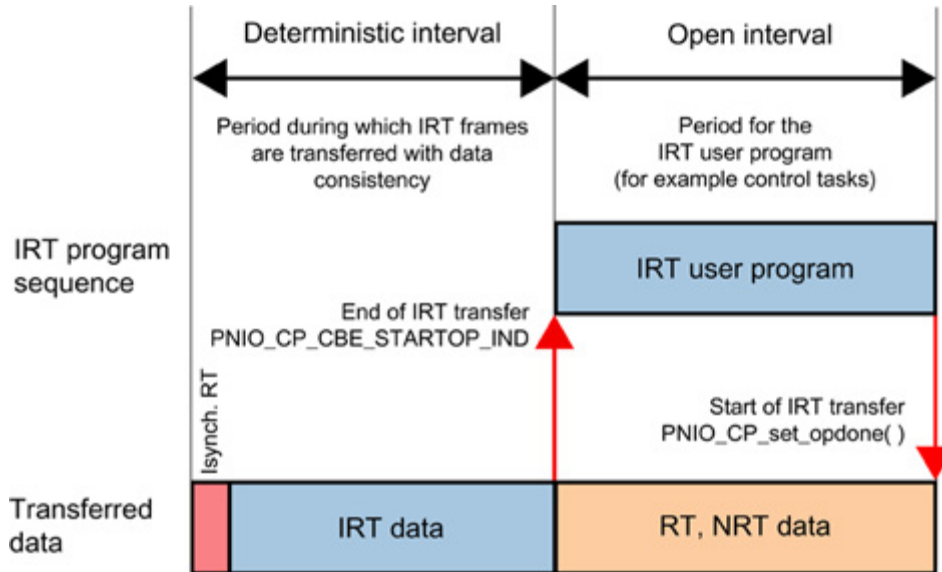 Deterministic interval
Open interval
Period during which IRT frames
are transferred with data
consistency
Period for the
IRT user program
(for example control tasks)
IRT program
sequence
IRT user program
End of IRT transfer
PNIO_CP_CBE_STARTOP_IND
Isynch. RT
Start of IRT transfer
PNIO_CP_set_opdone( )
Transferred
data
IRT data
RT, NRT data